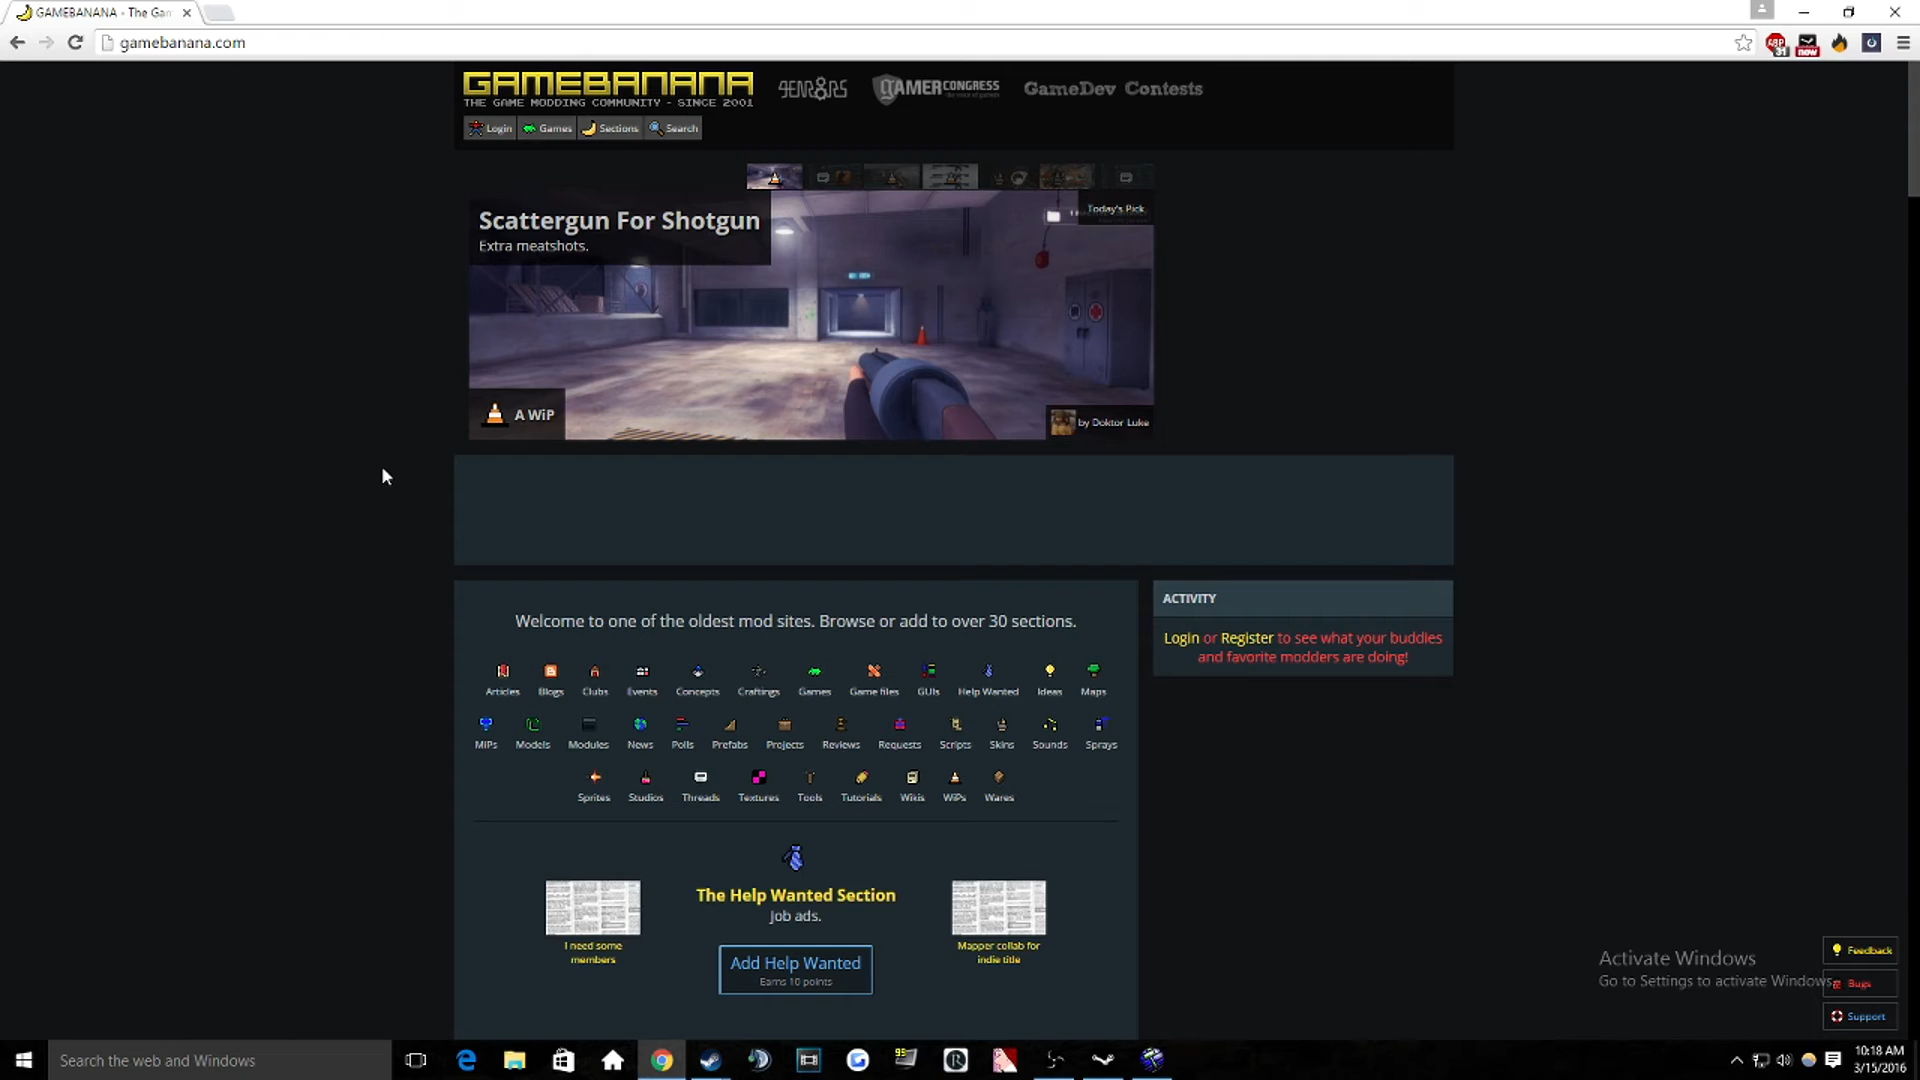 GAMEBANANA - The Gam
gamebanana.com
ABP
31
new
GAMEBANANA
THE GAME MODDING COMMUNITY - SINCE 2001
GAMERCONGRESS
GameDev Contests
Login
Games
Sections
Search
Scattergun For Shotgun
Extra meatshots.
Today's Pick
A WiP
by Doktor Luke
Welcome to one of the oldest mod sites. Browse or add to over 30 sections.
ACTIVITY
Login or Register to see what your buddies
and favorite modders are doing!
Articles Blogs Clubs Events Concepts Craftings Games Game files GUIs Help Wanted Ideas Maps
MiPs Models Modules News Polls Prefabs Projects Reviews Requests Scripts Skins Sounds Sprays
Sprites Studios Threads Textures Tools Tutorials Wikis WiPs Wares
The Help Wanted Section
Job ads.
I need some
members
Mapper collab for
indie title
Add Help Wanted
Earns 10 points
Activate Windows
Go to Settings to activate Windows.
Feedback
Bugs
Support
Search the web and Windows
10:18 AM
3/15/2016